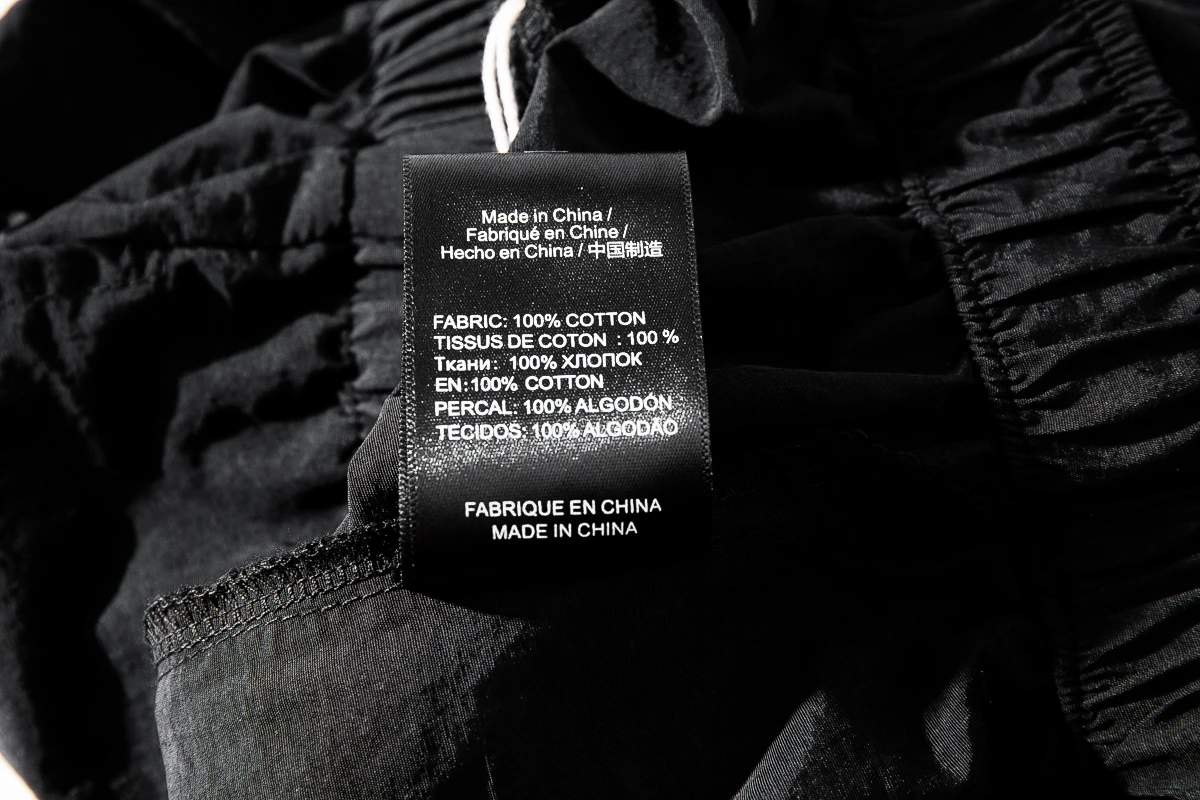 Made in China /
Fabriqué en Chine /
Hecho en China / 中国制造
FABRIC: 100% COTTON
TISSUS DE COTON : 100 %
Ткани: 100% ХЛОПОК
EN:100% COTTON
PERCAL: 100% ALGODÓN
TECIDOS: 100% ALGODÃO
FABRIQUE EN CHINA
MADE IN CHINA